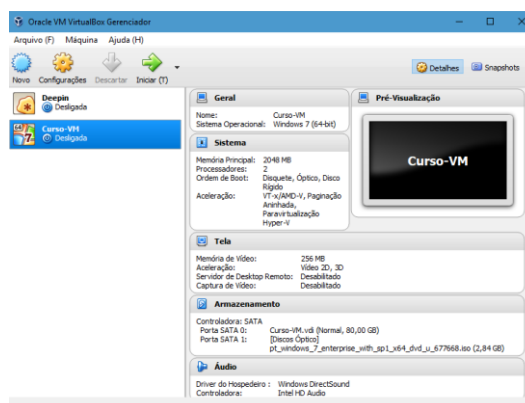 Oracle VM VirtualBox Gerenciador
Arquivo (F) Máquina Ajuda (H)
Novo Configurações Descartar Iniciar (T)
Detalhes Snapshots
Deepin
Desligada
Curso-VM
Desligada
Geral
Nome: Curso-VM
Sistema Operacional: Windows 7 (64-bit)
Sistema
Memória Principal: 2048 MB
Processadores: 2
Ordem de Boot: Disquete, Óptico, Disco
Rígido
Aceleração: VT-x/AMD-V, Paginação
Aninhada,
Paravirtualização
Hyper-V
Pré-Visualização
Curso-VM
Tela
Memória de Vídeo: 256 MB
Aceleração: Vídeo 2D, 3D
Servidor de Desktop Remoto: Desabilitado
Captura de Vídeo: Desabilitado
Armazenamento
Controladora: SATA
Porta SATA 0: Curso-VM.vdi (Normal, 80,00 GB)
Porta SATA 1: [Discos Óptico]
pt_windows_7_enterprise_with_sp1_x64_dvd_u_677668.iso (2,84 GB)
Áudio
Driver do Hospedeiro : Windows DirectSound
Controladora: Intel HD Audio